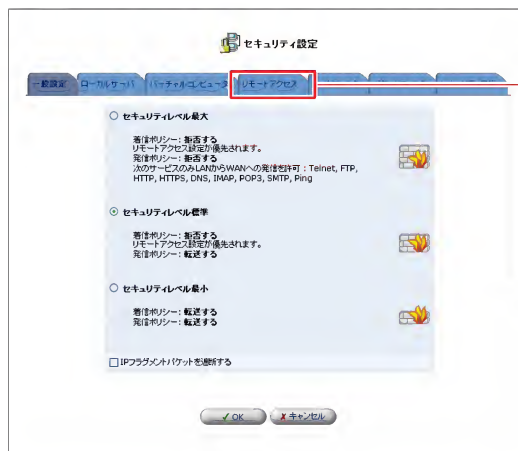 セキュリティ設定
一般設定 ローカルサーバ バーチャルコンピュータ リモートアクセス
セキュリティレベル最大
着信ポリシー: 拒否する
リモートアクセス設定が優先されます。
発信ポリシー: 拒否する
次のサービスのみLANからWANへの発信を許可 : Telnet, FTP,
HTTP, HTTPS, DNS, IMAP, POP3, SMTP, Ping
セキュリティレベル標準
着信ポリシー: 拒否する
リモートアクセス設定が優先されます。
発信ポリシー: 転送する
セキュリティレベル最小
着信ポリシー: 転送する
発信ポリシー: 転送する
IPフラグメントパケットを遮断する
OK キャンセル